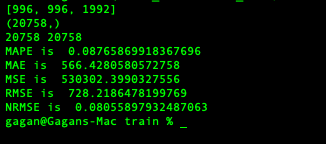 [996, 996, 1992]
(20758,)
20758 20758
MAPE is  0.08765869918367696
MAE is  566.4280580572758
MSE is  530302.3990327556
RMSE is  728.2186478199769
NRMSE is  0.08055897932487063
gagan@Gagans-Mac train % _